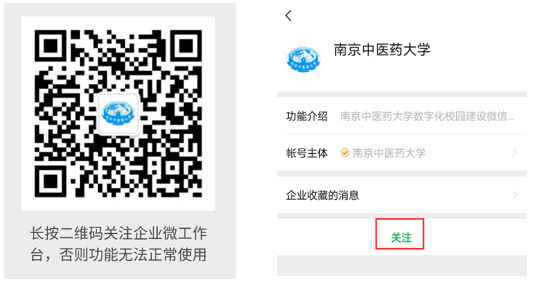 长按二维码关注企业微工作
台，否则功能无法正常使用
南京中医药大学
功能介绍 南京中医药大学数字化校园建设微信...
帐号主体 南京中医药大学
企业收藏的消息
关注